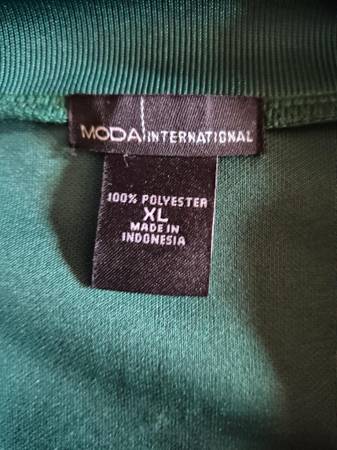 MODA INTERNATIONAL
100% POLYESTER
XL
MADE IN
INDONESIA